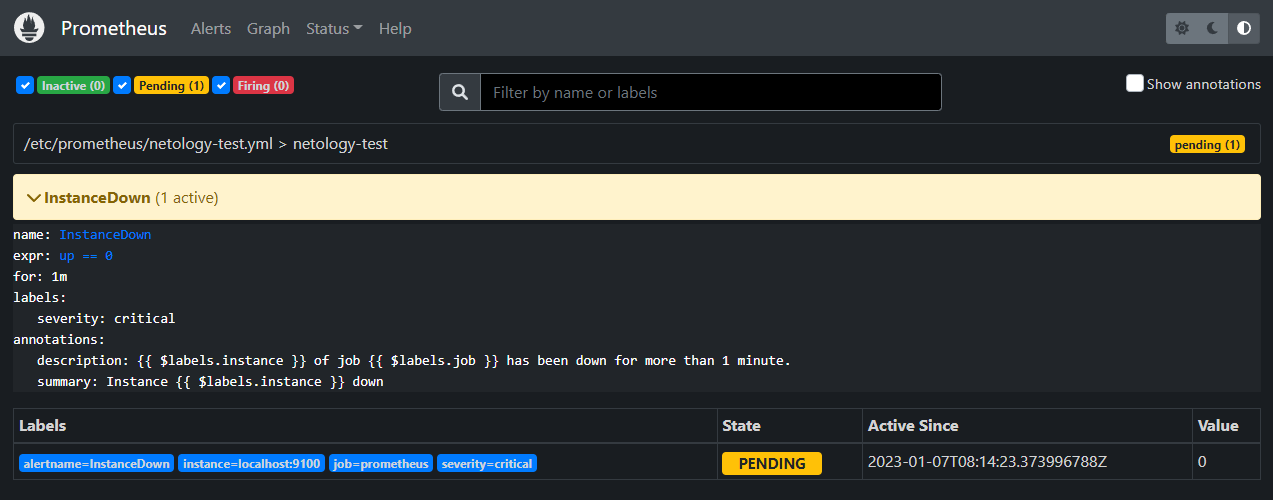 Prometheus Alerts Graph Status Help
Inactive (0) Pending (1) Firing (0) Filter by name or labels Show annotations
/etc/prometheus/netology-test.yml > netology-test pending (1)
InstanceDown (1 active)
name: InstanceDown
expr: up == 0
for: 1m
labels:
severity: critical
annotations:
description: {{ $labels.instance }} of job {{ $labels.job }} has been down for more than 1 minute.
summary: Instance {{ $labels.instance }} down
Labels State Active Since Value
alertname=InstanceDown instance=localhost:9100 job=prometheus severity=critical PENDING 2023-01-07T08:14:23.373996788Z 0